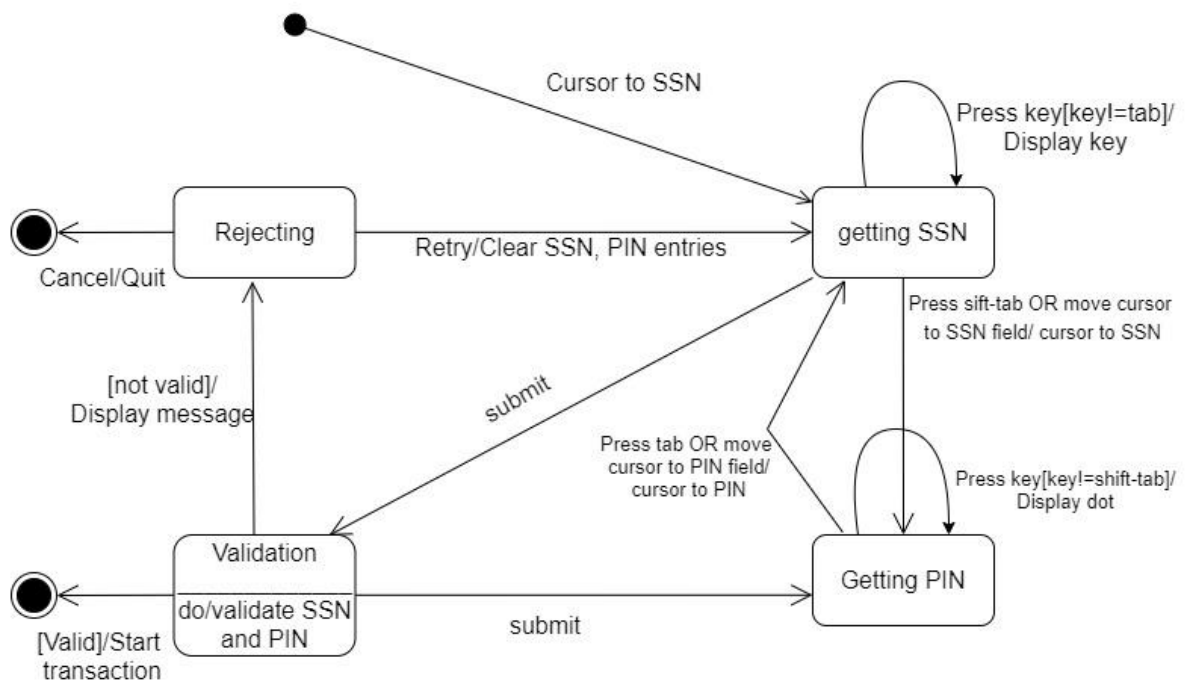 Cursor to SSN
Press key[key!=tab]/
Display key
Rejecting
getting SSN
Retry/Clear SSN, PIN entries
Cancel/Quit
Press sift-tab OR move cursor
to SSN field/ cursor to SSN
[not valid]/
Display message
submit
Press tab OR move
cursor to PIN field/
cursor to PIN
Press key[key!=shift-tab]/
Display dot
Validation
do/validate SSN
and PIN
Getting PIN
submit
[Valid]/Start
transaction